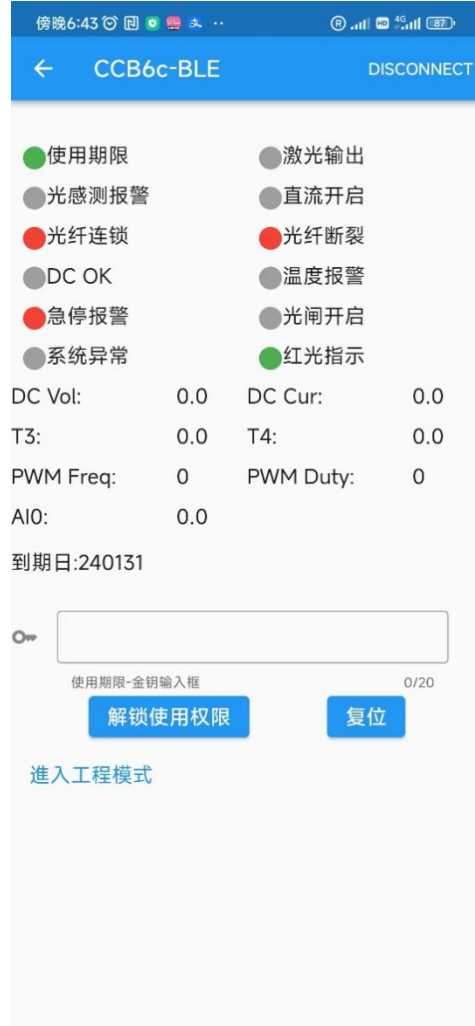 傍晚6:43 HD 4G 87
CCB6c-BLE DISCONNECT
使用期限 激光输出
光感测报警 直流开启
光纤连锁 光纤断裂
DC OK 温度报警
急停报警 光闸开启
系统异常 红光指示
DC Vol: 0.0 DC Cur: 0.0
T3: 0.0 T4: 0.0
PWM Freq: 0 PWM Duty: 0
AI0: 0.0
到期日:240131
使用期限-金钥输入框 0/20
解锁使用权限 复位
進入工程模式